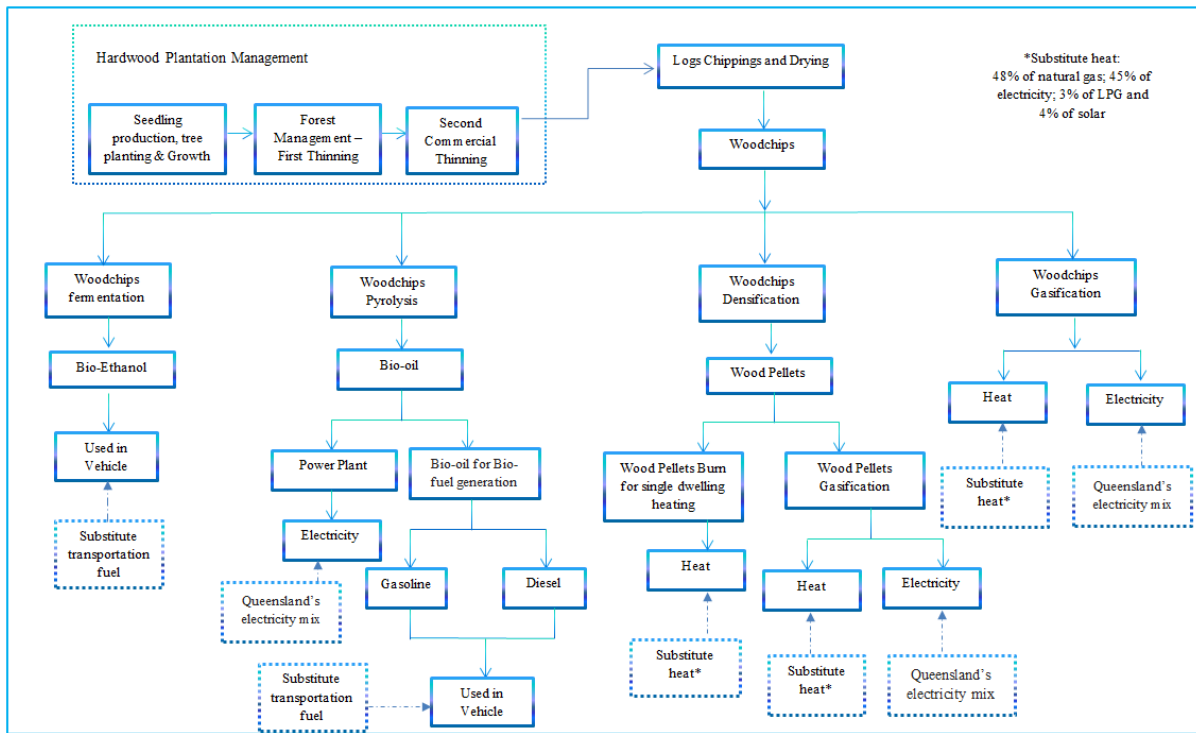 Hardwood Plantation Management
Seedling
production, tree
planting & Growth
Forest
Management –
First Thinning
Second
Commercial
Thinning
Logs Chippings and Drying
*Substitute heat:
48% of natural gas; 45% of
electricity; 3% of LPG and
4% of solar
Woodchips
Woodchips
fermentation
Woodchips
Pyrolysis
Woodchips
Densification
Woodchips
Gasification
Bio-Ethanol
Bio-oil
Wood Pellets
Heat
Electricity
Used in
Vehicle
Power Plant
Bio-oil for Bio-
fuel generation
Wood Pellets Burn
for single dwelling
heating
Wood Pellets
Gasification
Substitute
heat*
Queensland's
electricity mix
Substitute
transportation
fuel
Electricity
Gasoline
Diesel
Heat
Heat
Electricity
Queensland's
electricity mix
Substitute
transportation
fuel
Used in
Vehicle
Substitute
heat*
Substitute
heat*
Queensland's
electricity mix